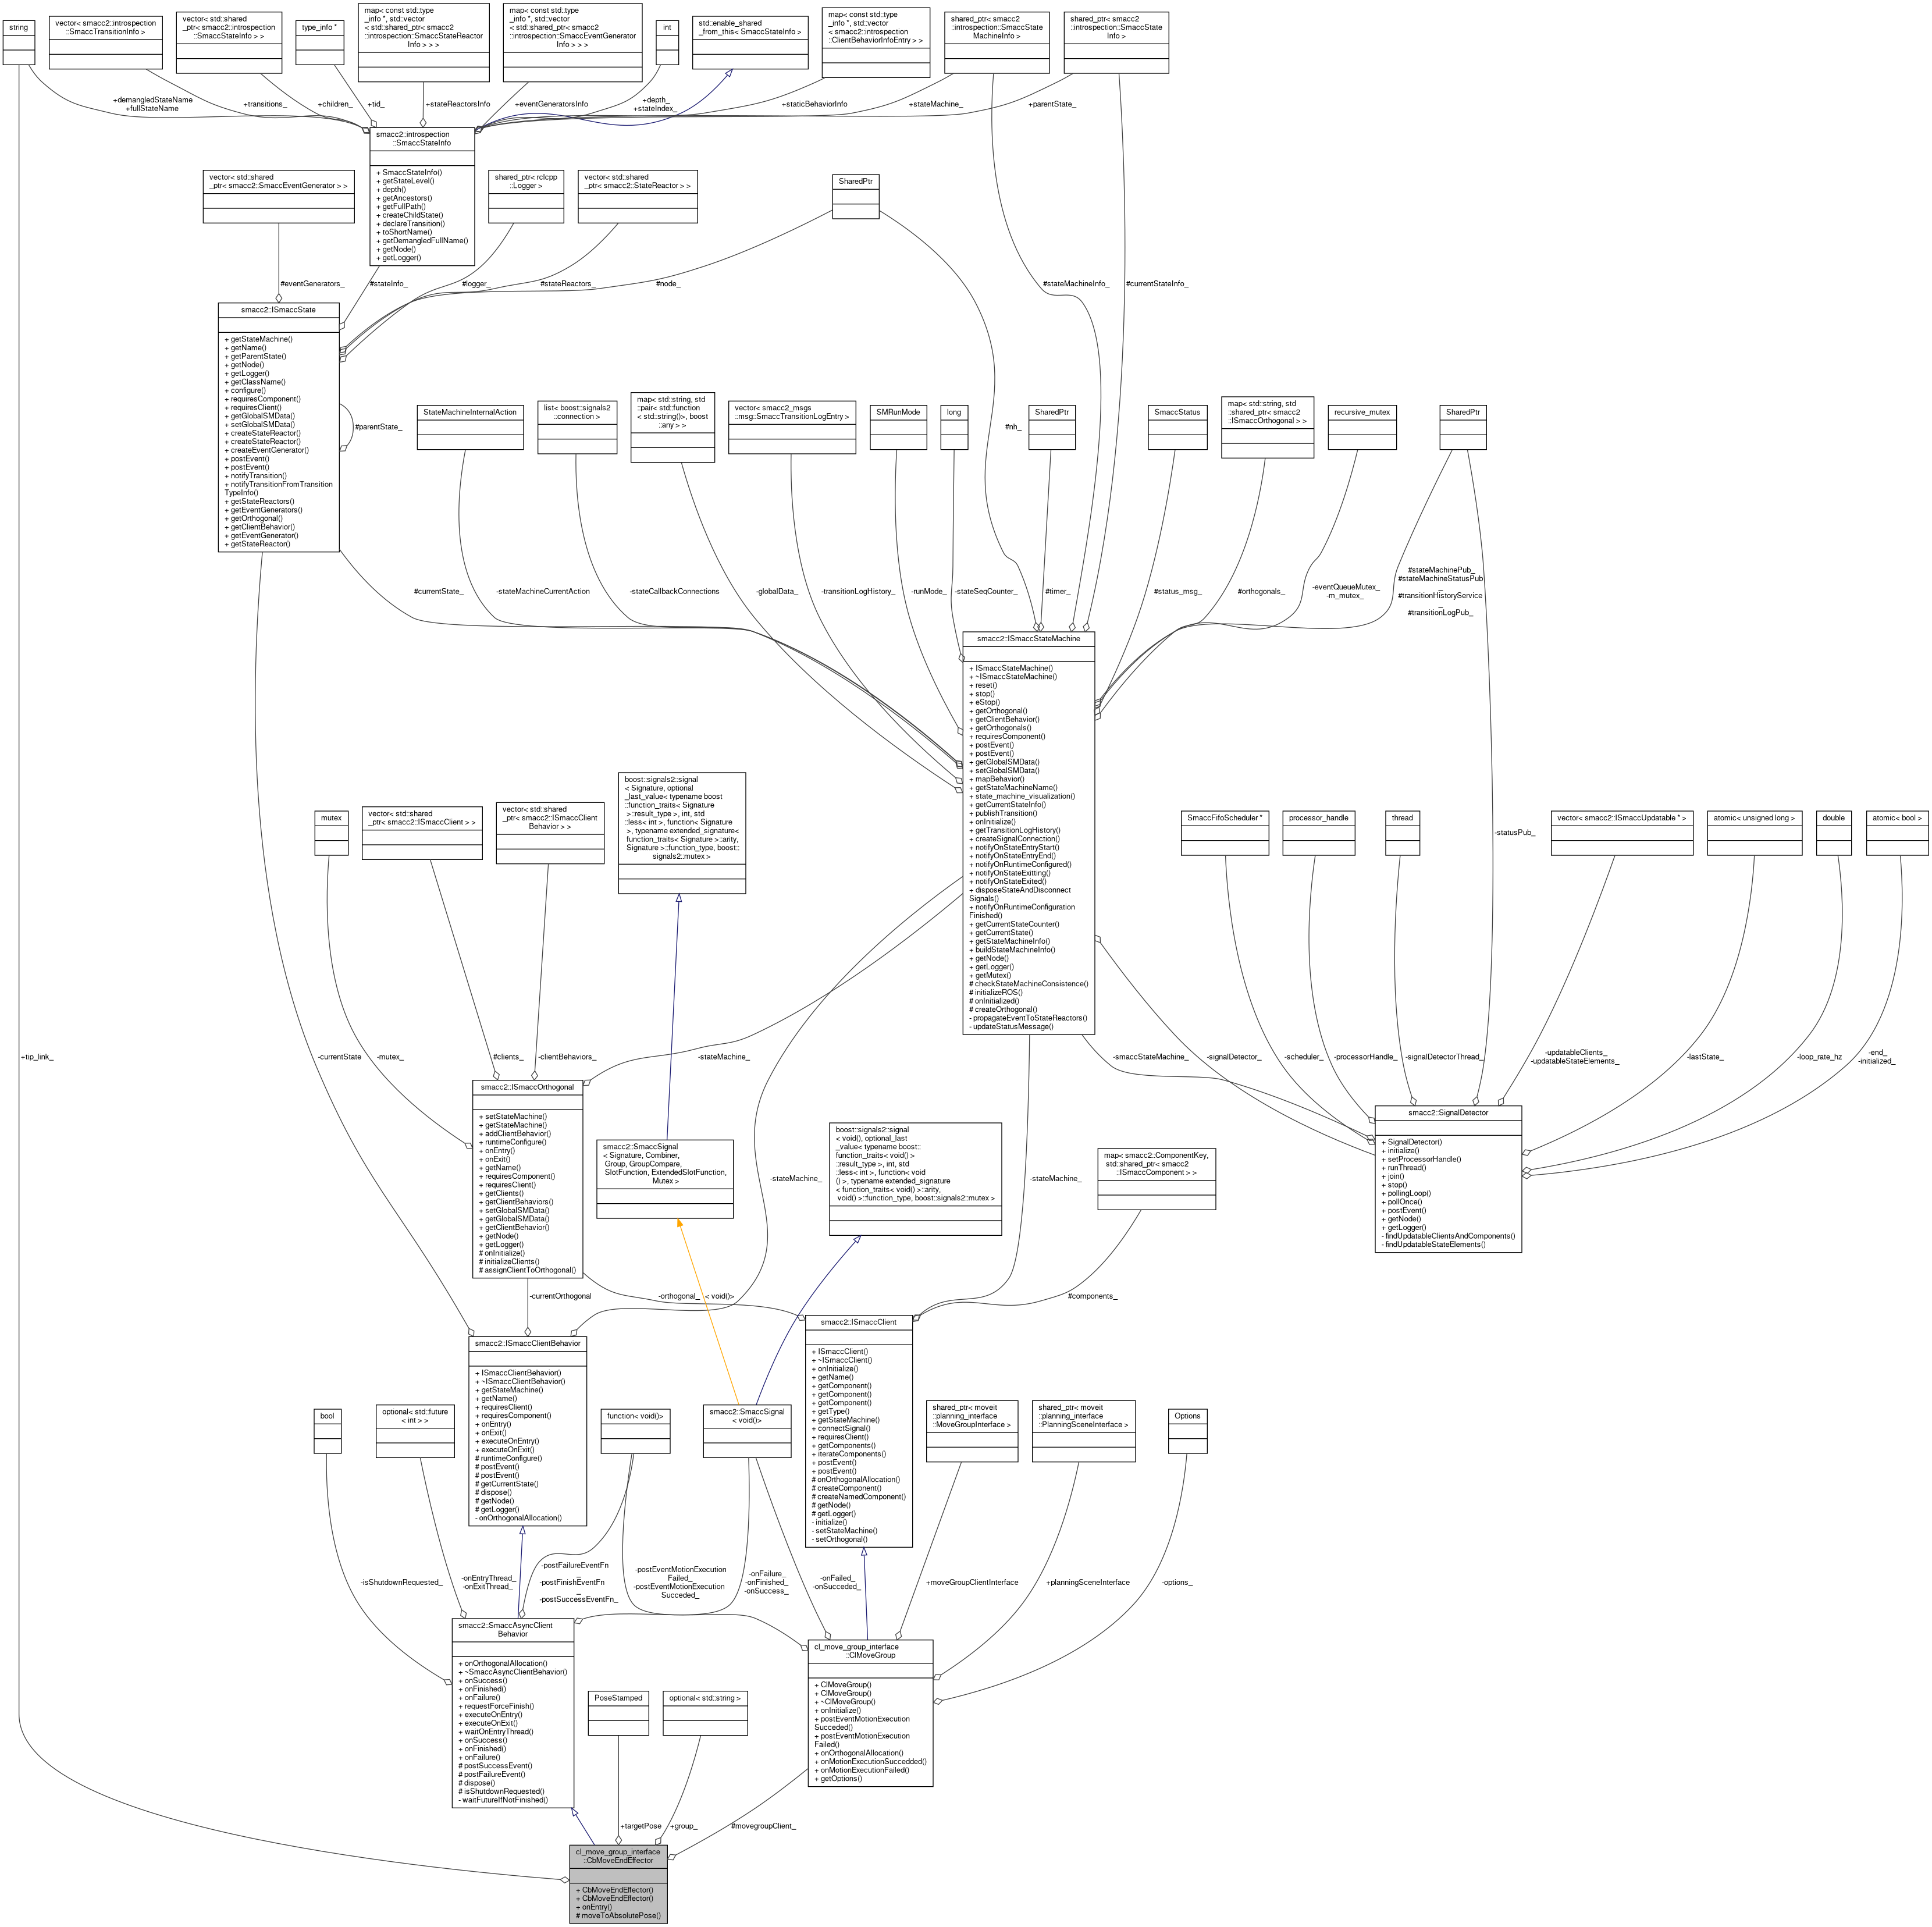 string
vector< smacc2::introspection
::SmaccTransitionInfo >
vector< std::shared
_ptr< smacc2::introspection
::SmaccStateInfo > >
type_info *
map< const std::type
_info *, std::vector
< std::shared_ptr< smacc2
::introspection::SmaccStateReactor
Info > > >
map< const std::type
_info *, std::vector
< std::shared_ptr< smacc2
::introspection::SmaccEventGenerator
Info > > >
int
std::enable_shared
_from_this< SmaccStateInfo >
map< const std::type
_info *, std::vector
< smacc2::introspection
::ClientBehaviorInfoEntry > >
shared_ptr< smacc2
::introspection::SmaccState
MachineInfo >
shared_ptr< smacc2
::introspection::SmaccState
Info >
+demangledStateName
+fullStateName
+transitions_
+children_
+tid_
+stateReactorsInfo
+eventGeneratorsInfo
+depth_
+stateIndex_
+staticBehaviorInfo
+stateMachine_
+parentState_
smacc2::introspection
::SmaccStateInfo
+ SmaccStateInfo()
+ getStateLevel()
+ depth()
+ getAncestors()
+ getFullPath()
+ createChildState()
+ declareTransition()
+ toShortName()
+ getDemangledFullName()
+ getNode()
+ getLogger()
vector< std::shared
_ptr< smacc2::SmaccEventGenerator > >
shared_ptr< rclcpp
::Logger >
vector< std::shared
_ptr< smacc2::StateReactor > >
SharedPtr
#eventGenerators_
#stateInfo_
#logger_
#stateReactors_
#node_
#stateMachineInfo_
#currentStateInfo_
smacc2::ISmaccState
+ getStateMachine()
+ getName()
+ getParentState()
+ getNode()
+ getLogger()
+ getClassName()
+ configure()
+ requiresComponent()
+ requiresClient()
+ getGlobalSMData()
+ setGlobalSMData()
+ createStateReactor()
+ createStateReactor()
+ createEventGenerator()
+ postEvent()
+ postEvent()
+ notifyTransition()
+ notifyTransitionFromTransition
TypeInfo()
+ getStateReactors()
+ getEventGenerators()
+ getOrthogonal()
+ getClientBehavior()
+ getEventGenerator()
+ getStateReactor()
#parentState_
StateMachineInternalAction
list< boost::signals2
::connection >
map< std::string, std
::pair< std::function
< std::string()>, boost
::any > >
vector< smacc2_msgs
::msg::SmaccTransitionLogEntry >
SMRunMode
long
#nh_
SharedPtr
SmaccStatus
map< std::string, std
::shared_ptr< smacc2
::ISmaccOrthogonal > >
recursive_mutex
SharedPtr
#currentState_
-stateMachineCurrentAction
-stateCallbackConnections
-globalData_
-transitionLogHistory_
-runMode_
-stateSeqCounter_
#timer_
#status_msg_
#orthogonals_
-eventQueueMutex_
-m_mutex_
#stateMachinePub_
#stateMachineStatusPub
_
#transitionHistoryService
_
#transitionLogPub_
smacc2::ISmaccStateMachine
+ ISmaccStateMachine()
+ ~ISmaccStateMachine()
+ reset()
+ stop()
+ eStop()
+ getOrthogonal()
+ getClientBehavior()
+ getOrthogonals()
+ requiresComponent()
+ postEvent()
+ postEvent()
+ getGlobalSMData()
+ setGlobalSMData()
+ mapBehavior()
+ getStateMachineName()
+ state_machine_visualization()
+ getCurrentStateInfo()
+ publishTransition()
+ onInitialize()
+ getTransitionLogHistory()
+ createSignalConnection()
+ notifyOnStateEntryStart()
+ notifyOnStateEntryEnd()
+ notifyOnRuntimeConfigured()
+ notifyOnStateExitting()
+ notifyOnStateExited()
+ disposeStateAndDisconnect
Signals()
+ notifyOnRuntimeConfiguration
Finished()
+ getCurrentStateCounter()
+ getCurrentState()
+ getStateMachineInfo()
+ buildStateMachineInfo()
+ getNode()
+ getLogger()
+ getMutex()
# checkStateMachineConsistence()
# initializeROS()
# onInitialized()
# createOrthogonal()
- propagateEventToStateReactors()
- updateStatusMessage()
mutex
vector< std::shared
_ptr< smacc2::ISmaccClient > >
vector< std::shared
_ptr< smacc2::ISmaccClient
Behavior > >
boost::signals2::signal
< Signature, optional
_last_value< typename boost
::function_traits< Signature
>::result_type >, int, std
::less< int >, function< Signature
>, typename extended_signature<
function_traits< Signature >::arity,
Signature >::function_type, boost::
signals2::mutex >
SmaccFifoScheduler *
processor_handle
thread
-statusPub_
vector< smacc2::ISmaccUpdatable * >
atomic< unsigned long >
double
atomic< bool >
+tip_link_
-currentState
-mutex_
#clients_
-clientBehaviors_
-stateMachine_
-smaccStateMachine_
-signalDetector_
-scheduler_
-processorHandle_
-signalDetectorThread_
-updatableClients_
-updatableStateElements_
-lastState_
-loop_rate_hz
-end_
-initialized_
smacc2::ISmaccOrthogonal
+ setStateMachine()
+ getStateMachine()
+ addClientBehavior()
+ runtimeConfigure()
+ onEntry()
+ onExit()
+ getName()
+ requiresComponent()
+ requiresClient()
+ getClients()
+ getClientBehaviors()
+ setGlobalSMData()
+ getGlobalSMData()
+ getClientBehavior()
+ getNode()
+ getLogger()
# onInitialize()
# initializeClients()
# assignClientToOrthogonal()
smacc2::SmaccSignal
< Signature, Combiner,
Group, GroupCompare,
SlotFunction, ExtendedSlotFunction,
Mutex >
-stateMachine_
boost::signals2::signal
< void(), optional_last
_value< typename boost::
function_traits< void() >
::result_type >, int, std
::less< int >, function< void
() >, typename extended_signature
< function_traits< void() >::arity,
void() >::function_type, boost::signals2::mutex >
-stateMachine_
map< smacc2::ComponentKey,
std::shared_ptr< smacc2
::ISmaccComponent > >
smacc2::SignalDetector
+ SignalDetector()
+ initialize()
+ setProcessorHandle()
+ runThread()
+ join()
+ stop()
+ pollingLoop()
+ pollOnce()
+ postEvent()
+ getNode()
+ getLogger()
- findUpdatableClientsAndComponents()
- findUpdatableStateElements()
-currentOrthogonal
-orthogonal_
< void()>
#components_
smacc2::ISmaccClientBehavior
+ ISmaccClientBehavior()
+ ~ISmaccClientBehavior()
+ getStateMachine()
+ getName()
+ requiresClient()
+ requiresComponent()
+ onEntry()
+ onExit()
+ executeOnEntry()
+ executeOnExit()
# runtimeConfigure()
# postEvent()
# postEvent()
# getCurrentState()
# dispose()
# getNode()
# getLogger()
- onOrthogonalAllocation()
smacc2::ISmaccClient
+ ISmaccClient()
+ ~ISmaccClient()
+ onInitialize()
+ getName()
+ getComponent()
+ getComponent()
+ getComponent()
+ getType()
+ getStateMachine()
+ connectSignal()
+ requiresClient()
+ getComponents()
+ iterateComponents()
+ postEvent()
+ postEvent()
# onOrthogonalAllocation()
# createComponent()
# createNamedComponent()
# getNode()
# getLogger()
- initialize()
- setStateMachine()
- setOrthogonal()
bool
optional< std::future
< int > >
function< void()>
smacc2::SmaccSignal
< void()>
shared_ptr< moveit
::planning_interface
::MoveGroupInterface >
shared_ptr< moveit
::planning_interface
::PlanningSceneInterface >
Options
-isShutdownRequested_
-onEntryThread_
-onExitThread_
-postFailureEventFn
_
-postFinishEventFn
_
-postSuccessEventFn_
-postEventMotionExecution
Failed_
-postEventMotionExecution
Succeded_
-onFailure_
-onFinished_
-onSuccess_
-onFailed_
-onSucceded_
+moveGroupClientInterface
+planningSceneInterface
-options_
smacc2::SmaccAsyncClient
Behavior
+ onOrthogonalAllocation()
+ ~SmaccAsyncClientBehavior()
+ onSuccess()
+ onFinished()
+ onFailure()
+ requestForceFinish()
+ executeOnEntry()
+ executeOnExit()
+ waitOnEntryThread()
+ onSuccess()
+ onFinished()
+ onFailure()
# postSuccessEvent()
# postFailureEvent()
# dispose()
# isShutdownRequested()
- waitFutureIfNotFinished()
PoseStamped
optional< std::string >
cl_move_group_interface
::ClMoveGroup
+ ClMoveGroup()
+ ClMoveGroup()
+ ~ClMoveGroup()
+ onInitialize()
+ postEventMotionExecution
Succeded()
+ postEventMotionExecution
Failed()
+ onOrthogonalAllocation()
+ onMotionExecutionSuccedded()
+ onMotionExecutionFailed()
+ getOptions()
+targetPose
+group_
#movegroupClient_
cl_move_group_interface
::CbMoveEndEffector
+ CbMoveEndEffector()
+ CbMoveEndEffector()
+ onEntry()
# moveToAbsolutePose()